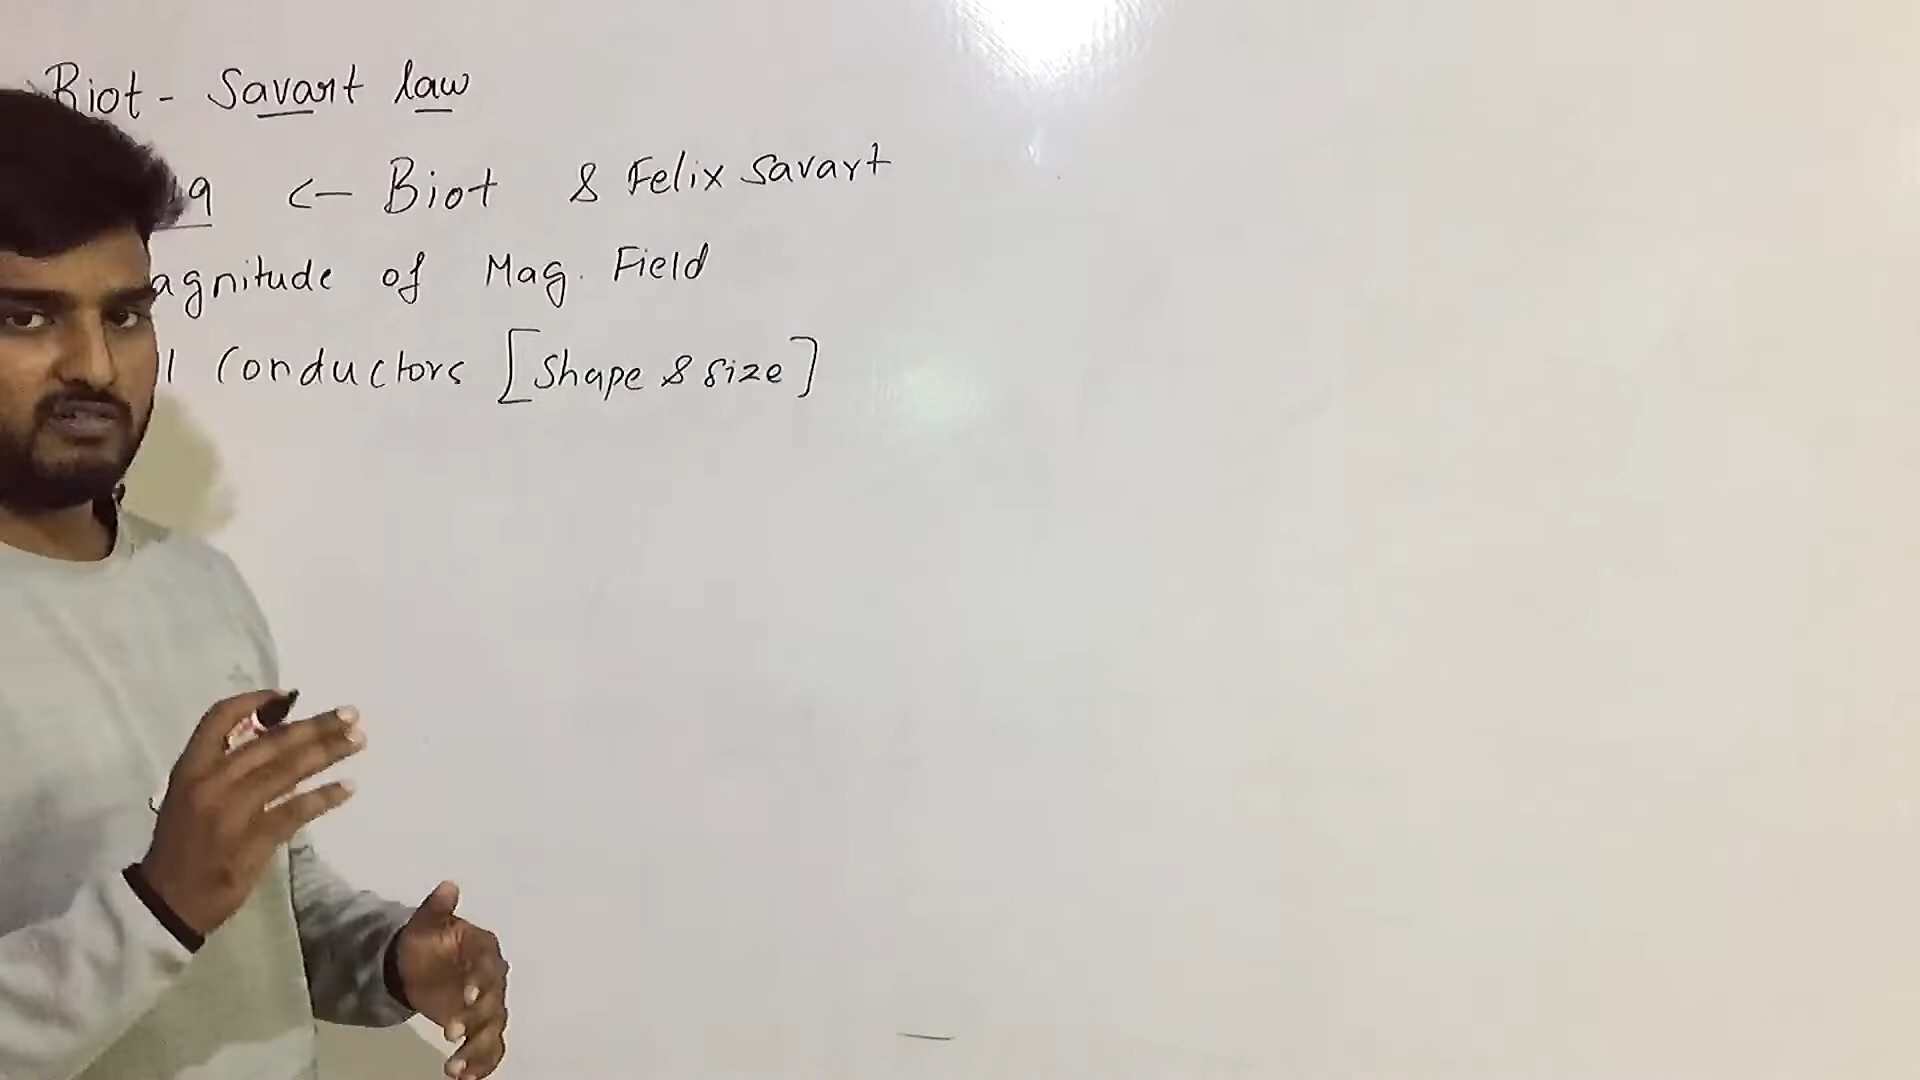 Biot - Savart law
9 <- Biot & Felix Savart
agnitude of Mag. Field
l Conductors [Shape & size]